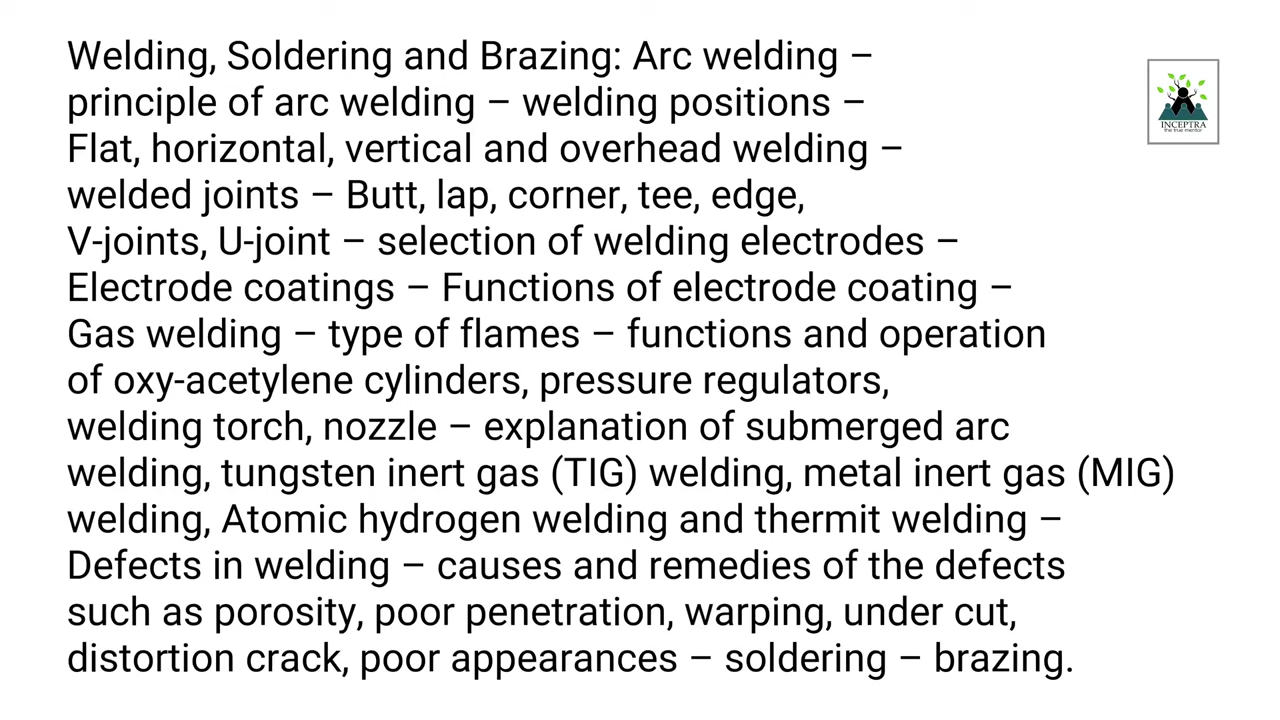 Welding, Soldering and Brazing: Arc welding –
principle of arc welding – welding positions –
Flat, horizontal, vertical and overhead welding –
welded joints – Butt, lap, corner, tee, edge,
V-joints, U-joint – selection of welding electrodes –
Electrode coatings – Functions of electrode coating –
Gas welding – type of flames – functions and operation
of oxy-acetylene cylinders, pressure regulators,
welding torch, nozzle – explanation of submerged arc
welding, tungsten inert gas (TIG) welding, metal inert gas (MIG)
welding, Atomic hydrogen welding and thermit welding –
Defects in welding – causes and remedies of the defects
such as porosity, poor penetration, warping, under cut,
distortion crack, poor appearances – soldering – brazing.
INCEPTRA
the true mentor